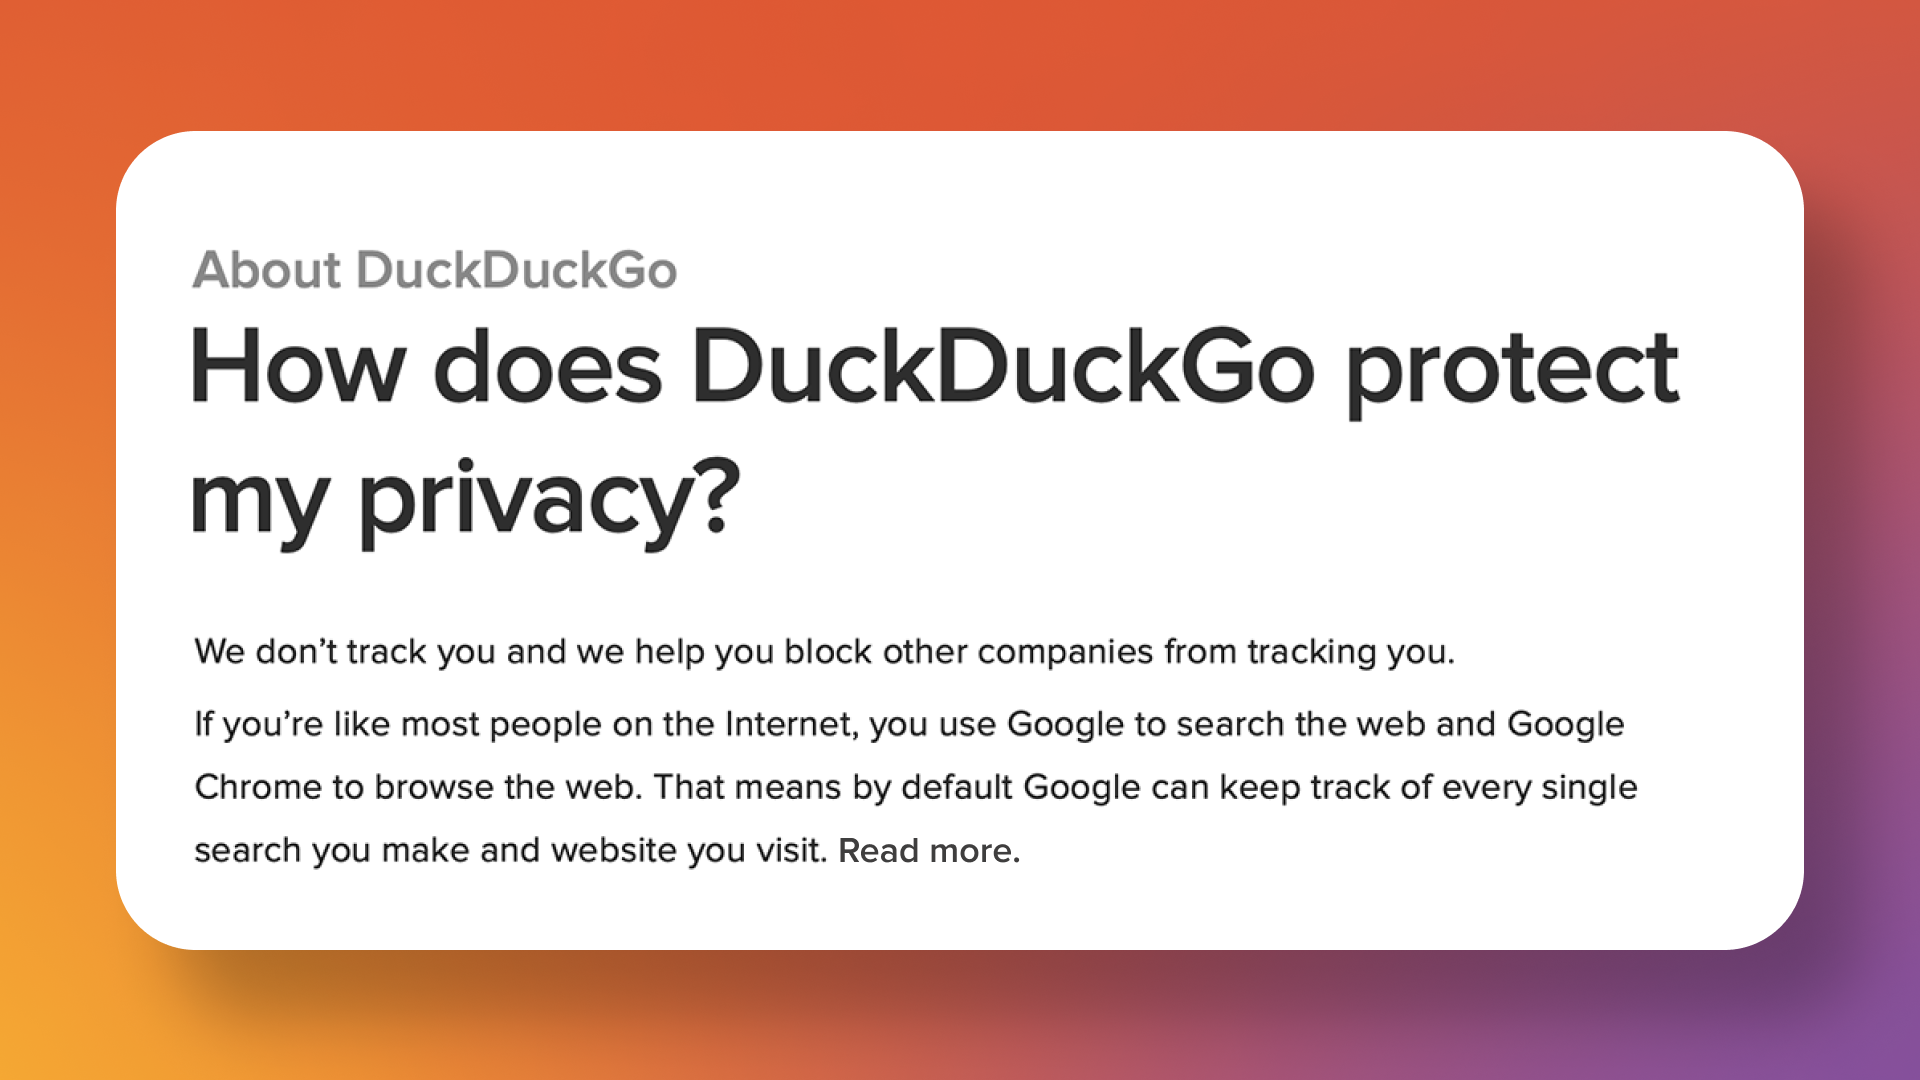 About DuckDuckGo
How does DuckDuckGo protect
my privacy?
We don’t track you and we help you block other companies from tracking you.
If you’re like most people on the Internet, you use Google to search the web and Google
Chrome to browse the web. That means by default Google can keep track of every single
search you make and website you visit. Read more.